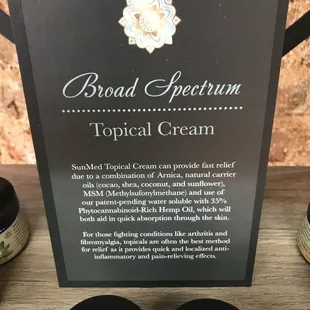 Broad Spectrum
Topical Cream
SunMed Topical Cream can provide fast relief
due to a combination of Arnica, natural carrier
oils (cacao, shea, coconut, and sunflower),
MSM (Methylsufonylmethane) and use of
our patent-pending water soluble with 35%
Phytocannabinoid-Rich Hemp Oil, which will
both aid in quick absorption through the skin.
For those fighting conditions like arthritis and
fibromyalgia, topicals are often the best method
for relief as it provides quick and localized anti-
inflammatory and pain-relieving effects.